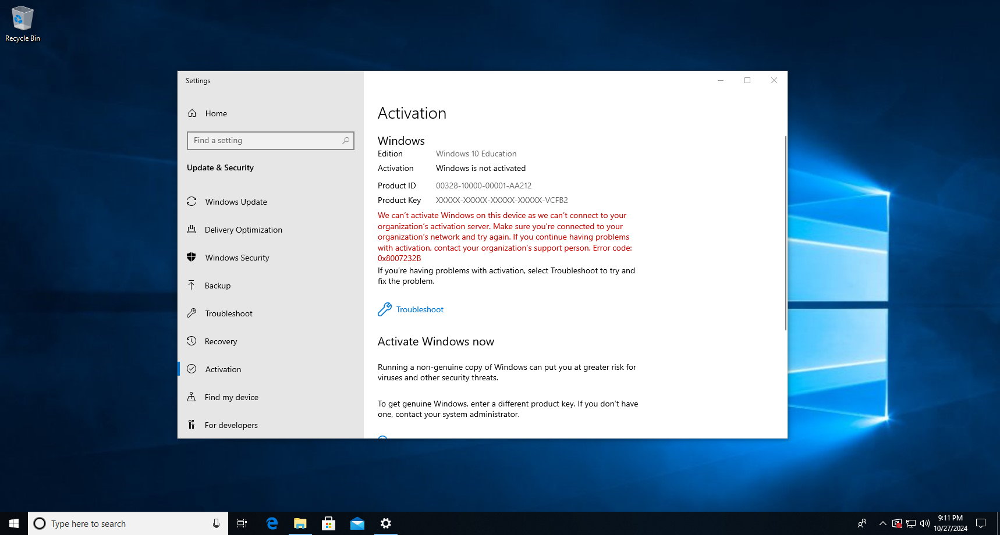 Recycle Bin
Settings
Home
Find a setting
Update & Security
Windows Update
Delivery Optimization
Windows Security
Backup
Troubleshoot
Recovery
Activation
Find my device
For developers
Activation
Windows
Edition Windows 10 Education
Activation Windows is not activated
Product ID 00328-10000-00001-AA212
Product Key XXXXX-XXXXX-XXXXX-XXXXX-VCFB2
We can't activate Windows on this device as we can't connect to your
organization's activation server. Make sure you're connected to your
organization's network and try again. If you continue having problems
with activation, contact your organization's support person. Error code:
0x8007232B
If you're having problems with activation, select Troubleshoot to try and
fix the problem.
Troubleshoot
Activate Windows now
Running a non-genuine copy of Windows can put you at greater risk for
viruses and other security threats.
To get genuine Windows, enter a different product key. If you don't have
one, contact your system administrator.
Type here to search
9:11 PM
10/27/2024